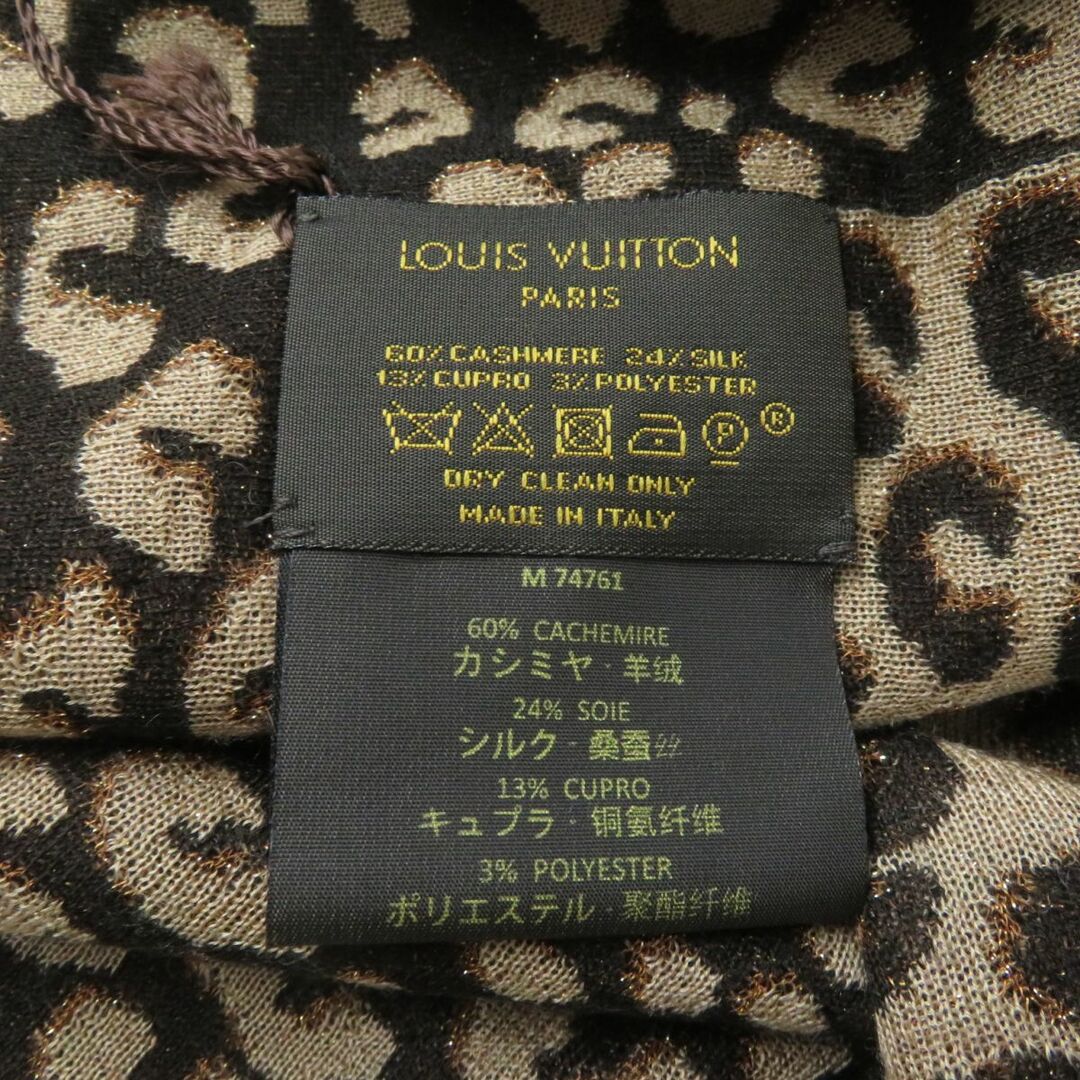 LOUIS VUITTON
PARIS
60% CASHMERE 24% SILK
13% CUPRO 3% POLYESTER
P ®
DRY CLEAN ONLY
MADE IN ITALY
M 74761
60% CACHEMIRE
カシミヤ · 羊绒
24% SOIE
シルク · 桑蚕丝
13% CUPRO
キュプラ · 铜氨纤维
3% POLYESTER
ポリエステル · 聚酯纤维